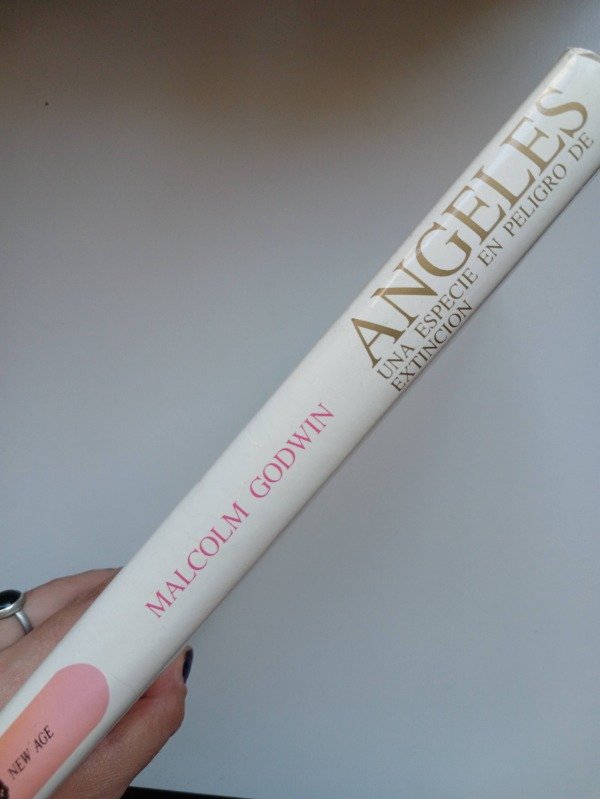 ANGELES
UNA ESPECIE EN PELIGRO DE
EXTINCION
MALCOLM GODWIN
NEW AGE